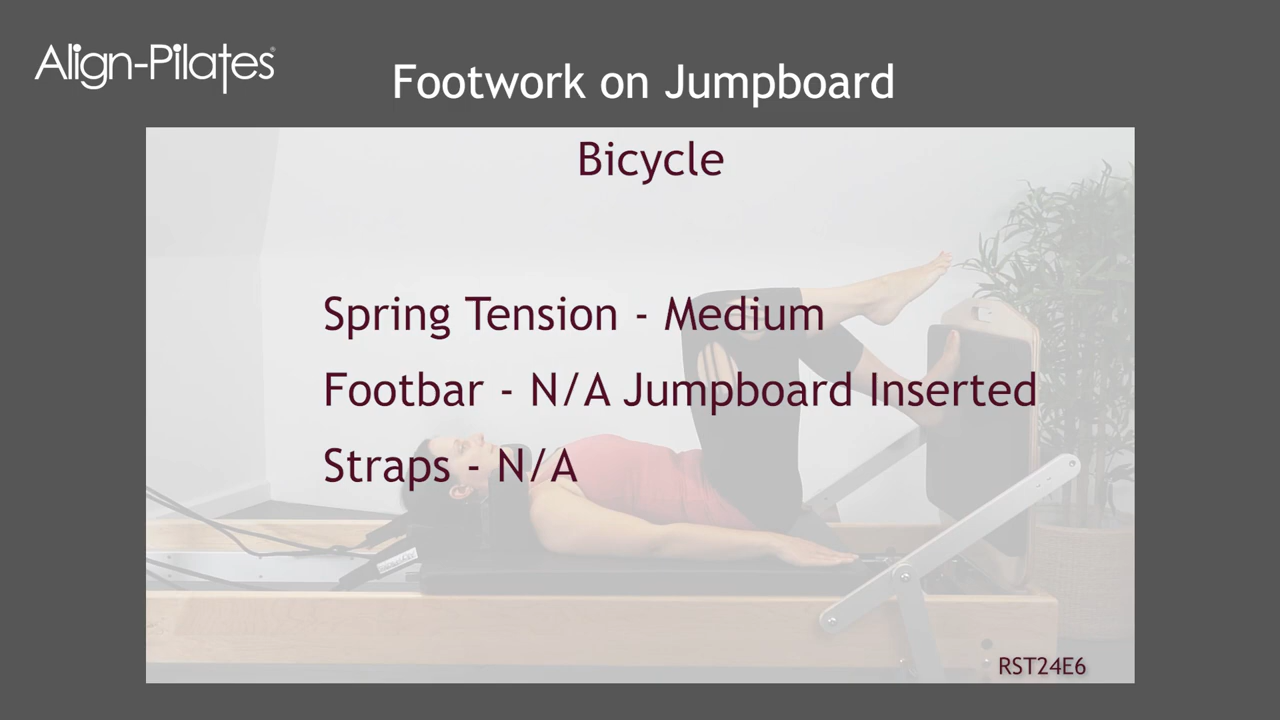 Align-Pilates®
Footwork on Jumpboard
Bicycle
Spring Tension - Medium
Footbar - N/A Jumpboard Inserted
Straps - N/A
RST24E6